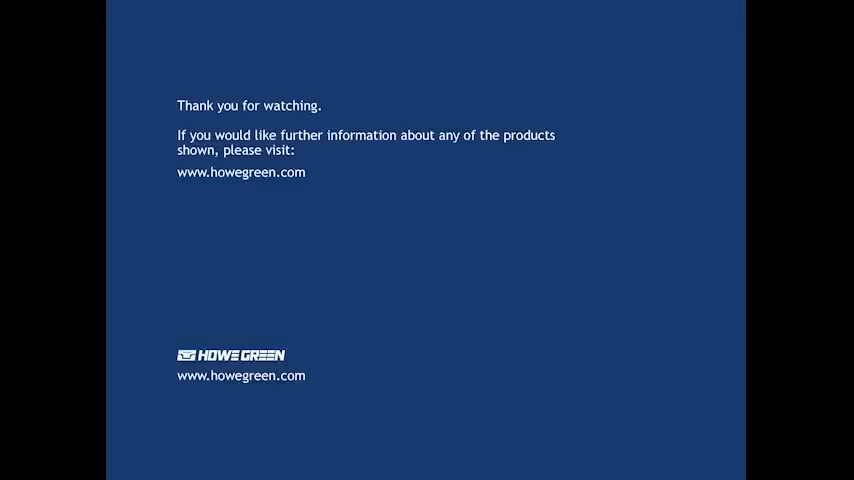 Thank you for watching.
If you would like further information about any of the products
shown, please visit:
www.howegreen.com
HOWE GREEN
www.howegreen.com